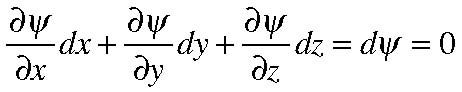 ∂ψ/∂x dx + ∂ψ/∂y dy + ∂ψ/∂z dz = dψ = 0